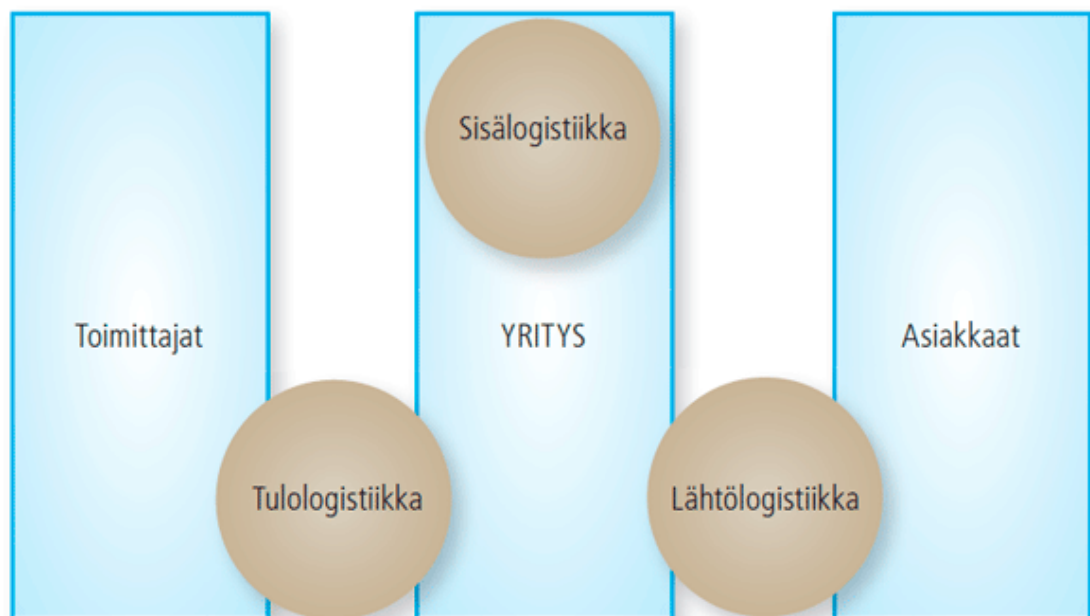 Sisälogistiikka
Toimittajat
YRITYS
Asiakkaat
Tulologistiikka
Lähtölogistiikka